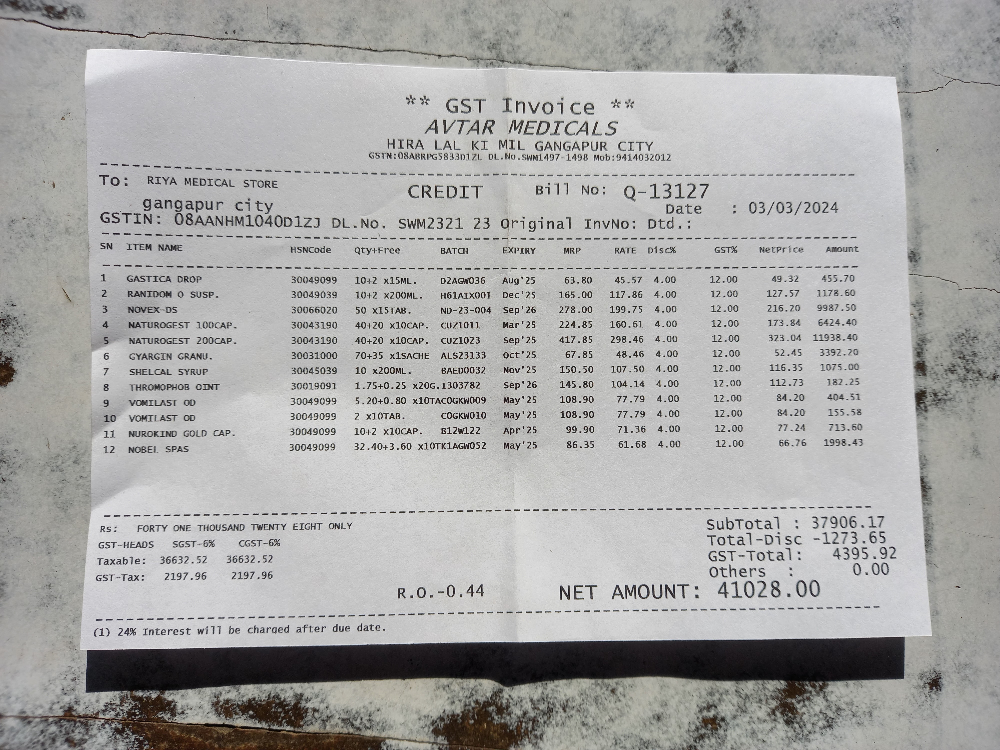 ** GST Invoice **
AVTAR MEDICALS
HIRA LAL KI MIL GANGAPUR CITY
GSTN:08ABRPG5833D1ZL DL.No.SWM1497-1498 Mob:9414032012
To: RIYA MEDICAL STORE CREDIT Bill No: Q-13127
gangapur city Date : 03/03/2024
GSTIN: 08AANHM1040D1ZJ DL.No. SWM2321 23 Original InvNo: Dtd.:
SN ITEM NAME HSNCode Qty+Free BATCH EXPIRY MRP RATE Disc% GST% NetPrice Amount
1 GASTICA DROP 30049099 10+2 x15ML. D2AGW036 Aug'25 63.80 45.57 4.00 12.00 49.32 455.70
2 RANIDOM O SUSP. 30049039 10+2 x200ML. H61AIX001 Dec'25 165.00 117.86 4.00 12.00 127.57 1178.60
3 NOVEX-DS 30066020 50 x15TAB. ND-23-004 Sep'26 278.00 199.75 4.00 12.00 216.20 9987.50
4 NATUROGEST 100CAP. 30043190 40+20 x10CAP. CUZ1011 Mar'25 224.85 160.61 4.00 12.00 173.84 6424.40
5 NATUROGEST 200CAP. 30043190 40+20 x10CAP. CUZ1023 Sep'25 417.85 298.46 4.00 12.00 323.04 11938.40
6 GYARGIN GRANU. 30031000 70+35 x1SACHE ALS23133 Oct'25 67.85 48.46 4.00 12.00 52.45 3392.20
7 SHELCAL SYRUP 30045039 10 x200ML. BAED0032 Nov'25 150.50 107.50 4.00 12.00 116.35 1075.00
8 THROMOPHOB OINT 30019091 1.75+0.25 x20G.1303782 Sep'26 145.80 104.14 4.00 12.00 112.73 182.25
9 VOMILAST OD 30049099 5.20+0.80 x10TACOGKW009 May'25 108.90 77.79 4.00 12.00 84.20 404.51
10 VOMILAST OD 30049099 2 x10TAB. COGKW010 May'25 108.90 77.79 4.00 12.00 84.20 155.58
11 NUROKIND GOLD CAP. 30049099 10+2 x10CAP. B12W122 Apr'25 99.90 71.36 4.00 12.00 77.24 713.60
12 NOBEL SPAS 30049099 32.40+3.60 x10TK1AGW052 May'25 86.35 61.68 4.00 12.00 66.76 1998.43
Rs: FORTY ONE THOUSAND TWENTY EIGHT ONLY SubTotal : 37906.17
GST-HEADS SGST-6% CGST-6% Total-Disc -1273.65
Taxable: 36632.52 36632.52 GST-Total: 4395.92
GST-Tax: 2197.96 2197.96 Others : 0.00
R.O.-0.44 NET AMOUNT: 41028.00
(1) 24% Interest will be charged after due date.